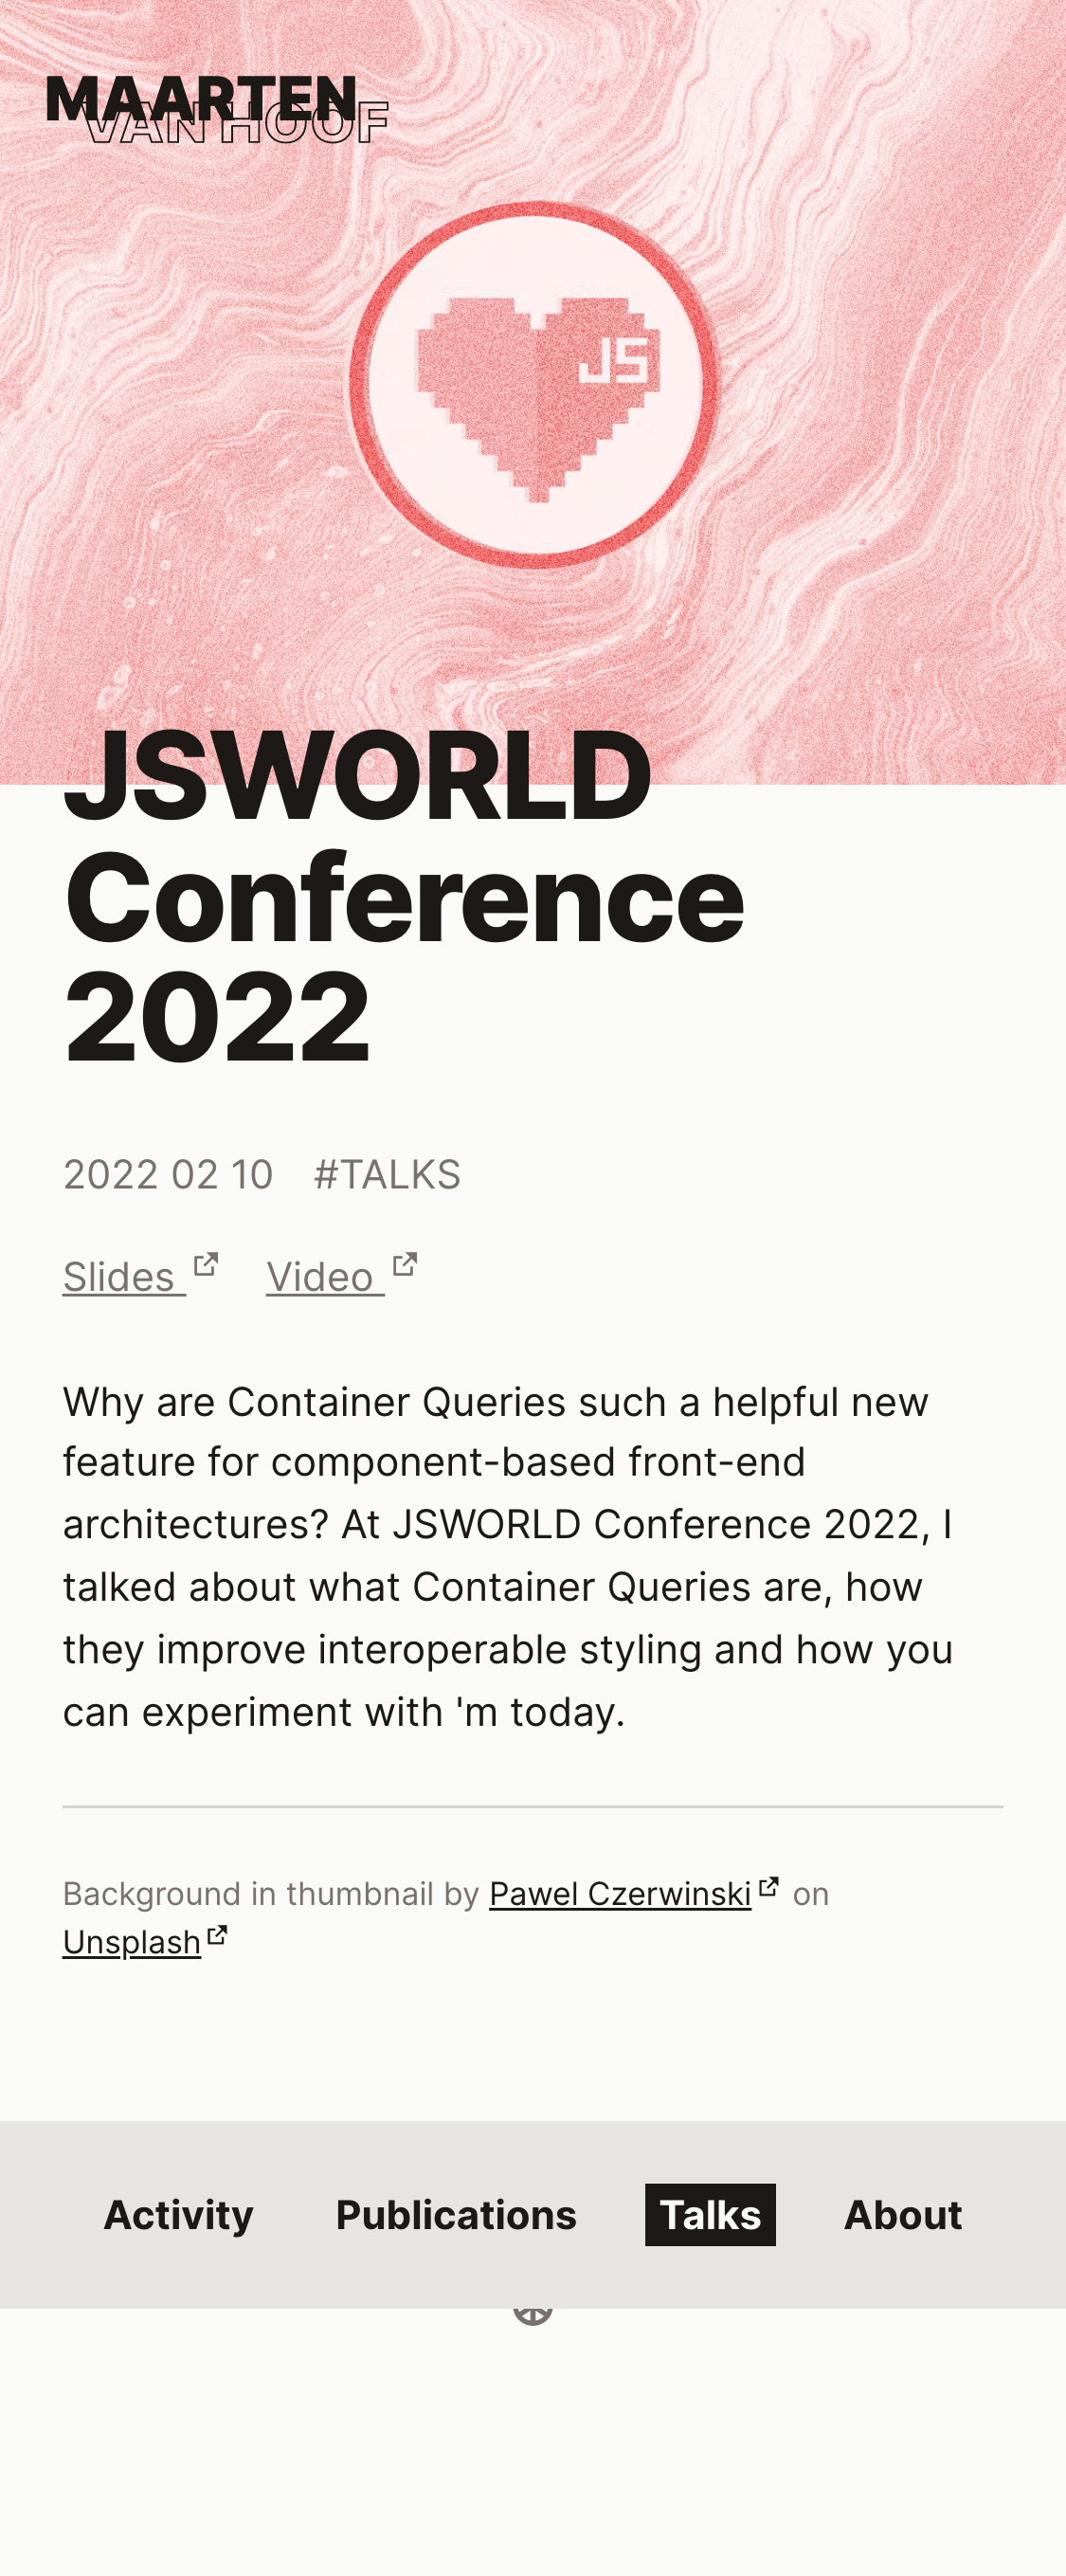 MAARTEN
VAN HOOF
JS
JSWORLD
Conference
2022
2022 02 10 #TALKS
Slides Video
Why are Container Queries such a helpful new
feature for component-based front-end
architectures? At JSWORLD Conference 2022, I
talked about what Container Queries are, how
they improve interoperable styling and how you
can experiment with 'm today.
Background in thumbnail by Pawel Czerwinski on
Unsplash
Activity Publications Talks About